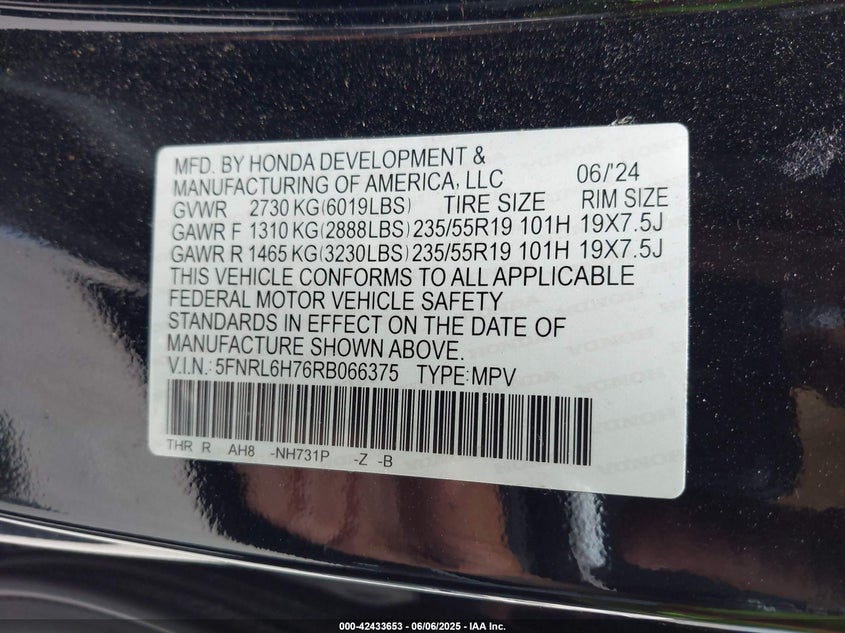 MFD. BY HONDA DEVELOPMENT &
MANUFACTURING OF AMERICA, LLC 06/'24
GVWR 2730 KG(6019LBS) TIRE SIZE RIM SIZE
GAWR F 1310 KG(2888LBS) 235/55R19 101H 19X7.5J
GAWR R 1465 KG(3230LBS) 235/55R19 101H 19X7.5J
THIS VEHICLE CONFORMS TO ALL APPLICABLE
FEDERAL MOTOR VEHICLE SAFETY
STANDARDS IN EFFECT ON THE DATE OF
MANUFACTURE SHOWN ABOVE.
V.I.N.: 5FNRL6H76RB066375 TYPE:MPV
THR R AH8 -NH731P -Z -B
000-42433653 - 06/06/2025 - IAA Inc.